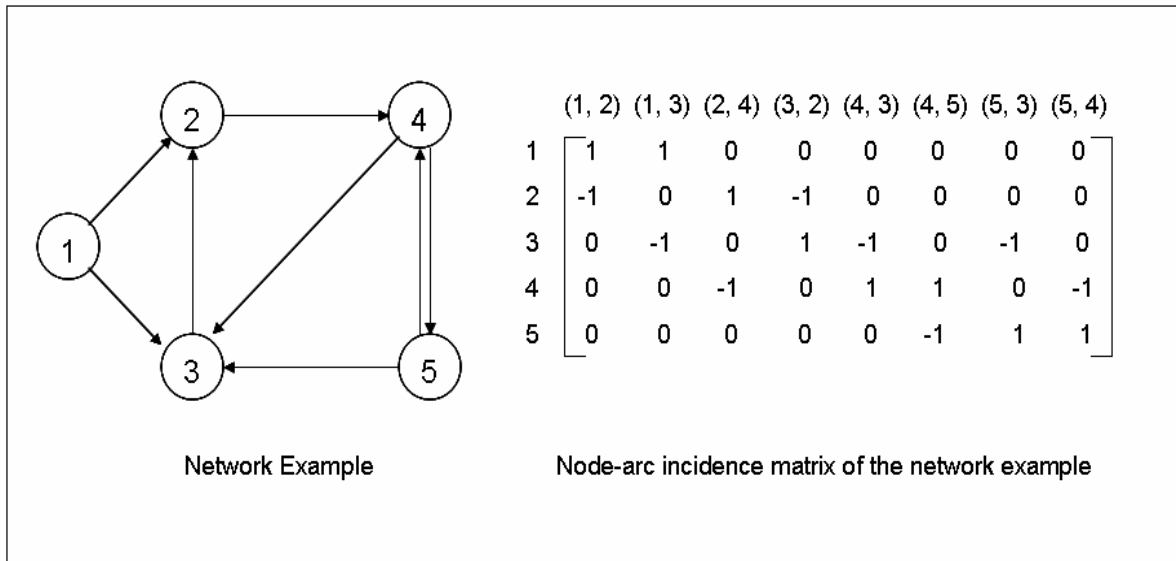 2
4
1
3
5
Network Example
(1, 2) (1, 3) (2, 4) (3, 2) (4, 3) (4, 5) (5, 3) (5, 4)
1 1 1 0 0 0 0 0 0
2 -1 0 1 -1 0 0 0 0
3 0 -1 0 1 -1 0 -1 0
4 0 0 -1 0 1 1 0 -1
5 0 0 0 0 0 -1 1 1
Node-arc incidence matrix of the network example